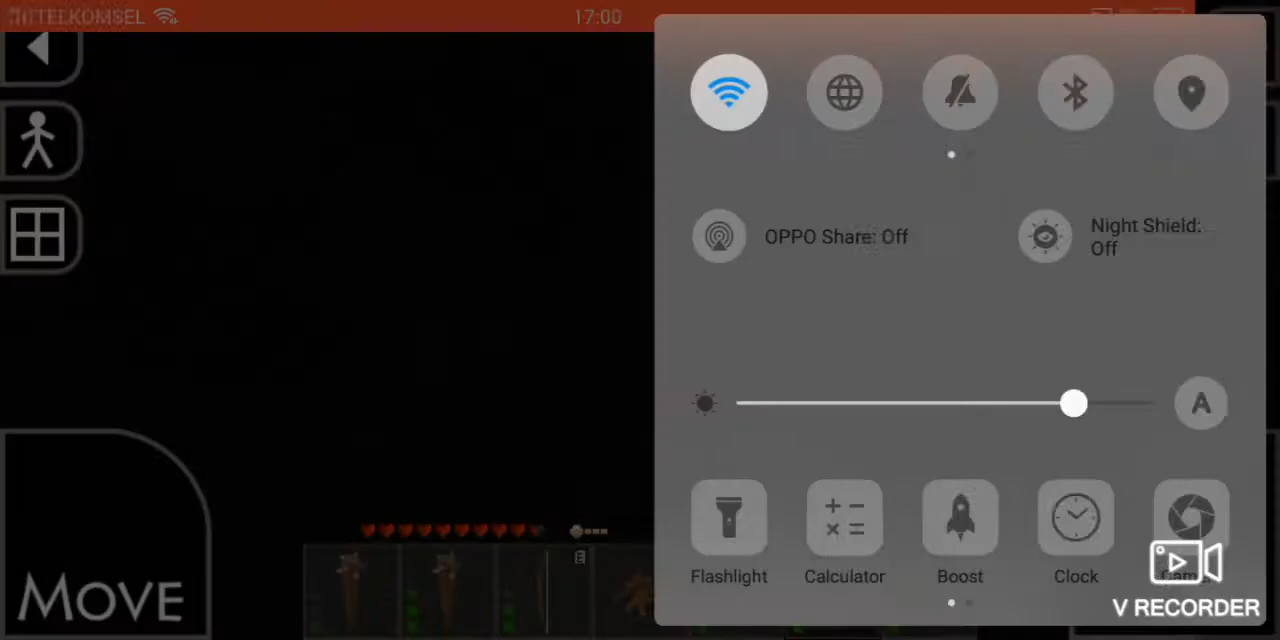 TELKOMSEL
17:00
OPPO Share: Off
Night Shield:
Off
A
Flashlight
Calculator
Boost
Clock
V RECORDER
MOVE